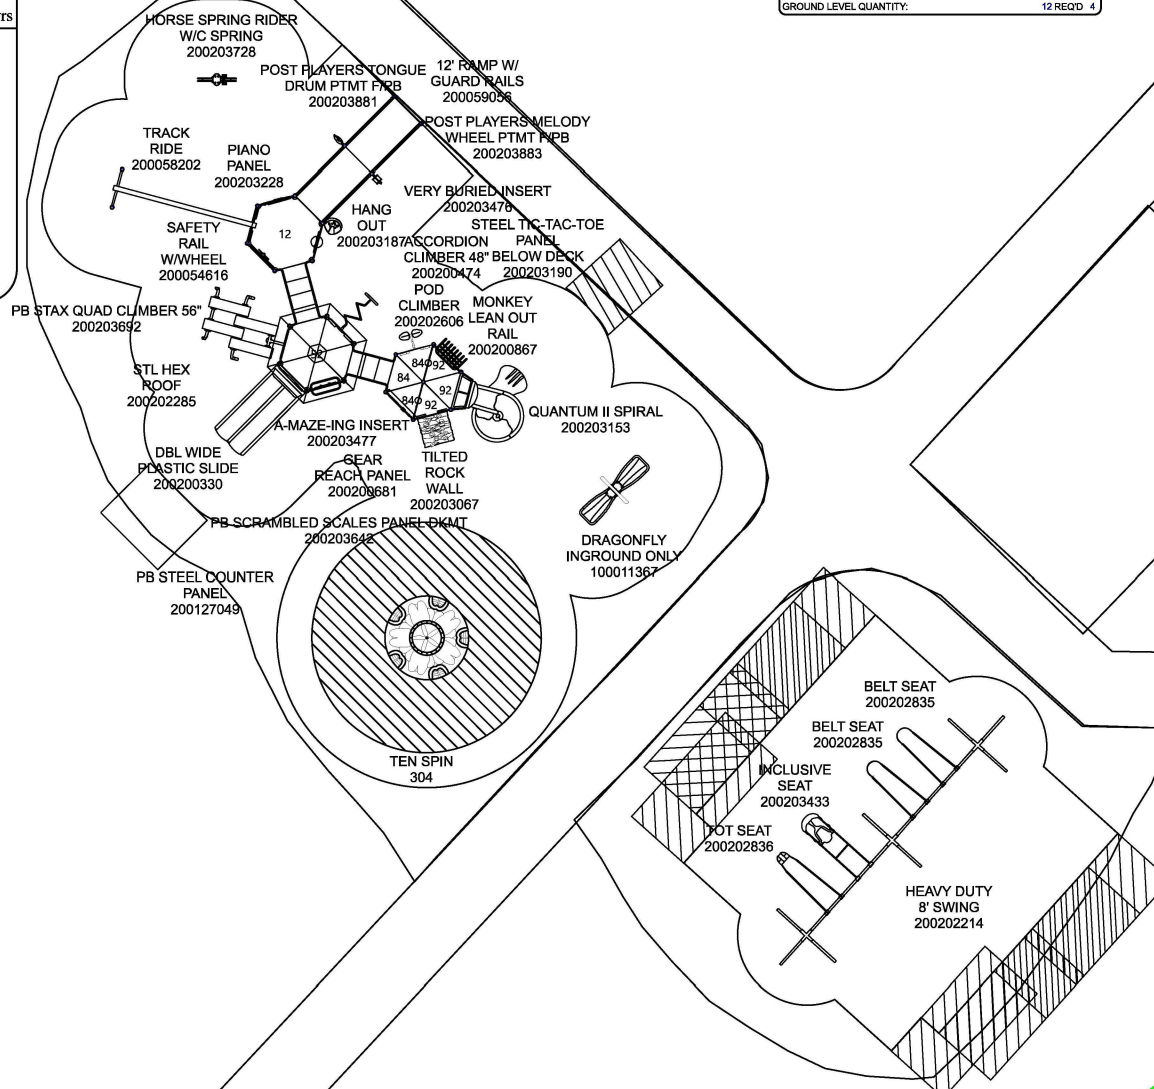 rs
GROUND LEVEL QUANTITY: 12 REQ'D 4
HORSE SPRING RIDER
W/C SPRING
200203728
POST PLAYERS TONGUE
DRUM PTMT F/PB
200203881
12' RAMP W/
GUARD RAILS
200059056
POST PLAYERS MELODY
WHEEL PTMT F/PB
200203883
TRACK
RIDE
200058202
PIANO
PANEL
200203228
VERY BURIED INSERT
200203476
HANG
OUT
200203187
STEEL TIC-TAC-TOE
PANEL
BELOW DECK
200203190
SAFETY
RAIL
W/WHEEL
200054616
12
ACCORDION
CLIMBER 48"
200200474
POD
CLIMBER
200202606
MONKEY
LEAN OUT
RAIL
200200867
PB STAX QUAD CLIMBER 56"
200203692
84
92
84
92
84
92
STL HEX
ROOF
200202285
QUANTUM II SPIRAL
200203153
A-MAZE-ING INSERT
200203477
DBL WIDE
PLASTIC SLIDE
200200330
GEAR
REACH PANEL
200200681
TILTED
ROCK
WALL
200203067
PB SCRAMBLED SCALES PANEL DKMT
200203642
DRAGONFLY
INGROUND ONLY
100011367
PB STEEL COUNTER
PANEL
200127049
TEN SPIN
304
BELT SEAT
200202835
BELT SEAT
200202835
INCLUSIVE
SEAT
200203433
TOT SEAT
200202836
HEAVY DUTY
8' SWING
200202214